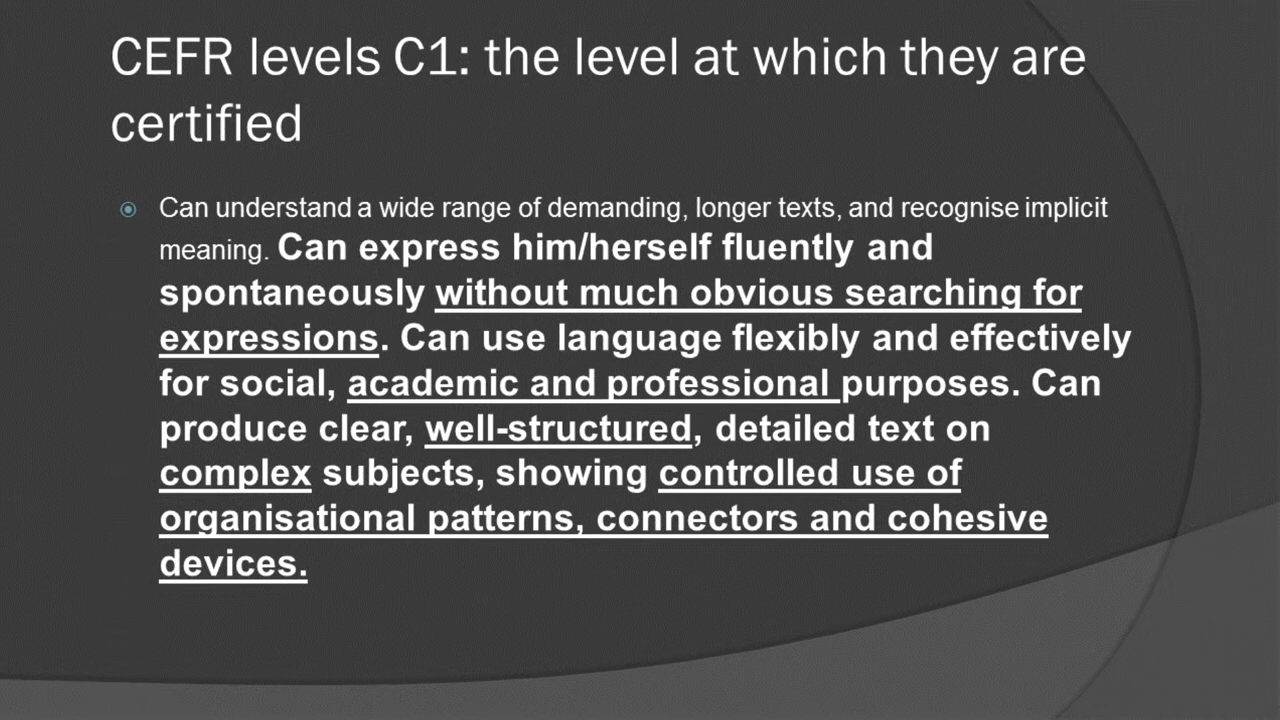 CEFR levels C1: the level at which they are
certified
Can understand a wide range of demanding, longer texts, and recognise implicit
meaning. Can express him/herself fluently and
spontaneously without much obvious searching for
expressions. Can use language flexibly and effectively
for social, academic and professional purposes. Can
produce clear, well-structured, detailed text on
complex subjects, showing controlled use of
organisational patterns, connectors and cohesive
devices.